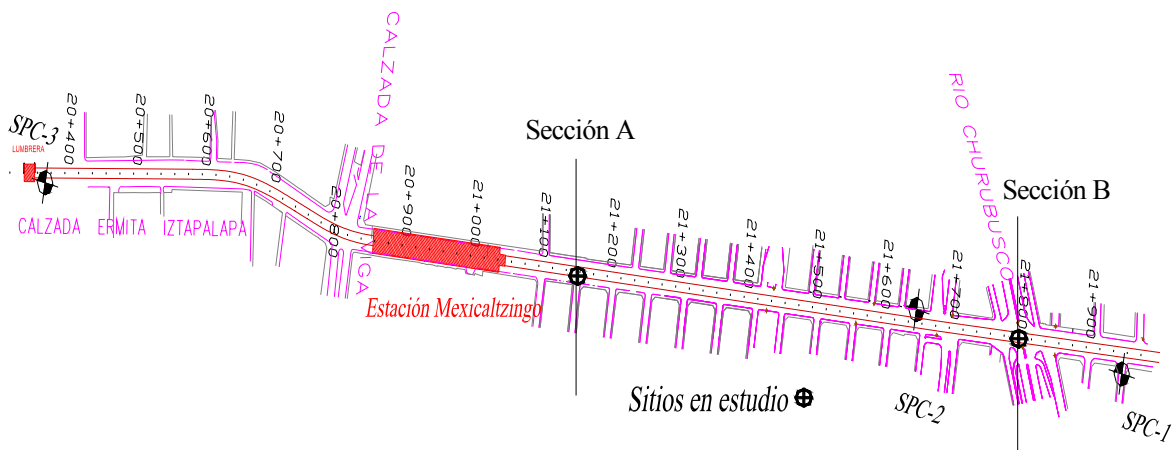 SPC-3
LUMBRERA
20+400
20+500
20+600
20+700
20+800
20+900
21+000
21+100
21+200
21+300
21+400
21+500
21+600
21+700
21+800
21+900
CALZADA ERMITA IZTAPALAPA
CALZADA DE LA VIGA
Estación Mexicaltzingo
Sección A
RIO CHURUBUSCO
Sección B
Sitios en estudio
SPC-2
SPC-1